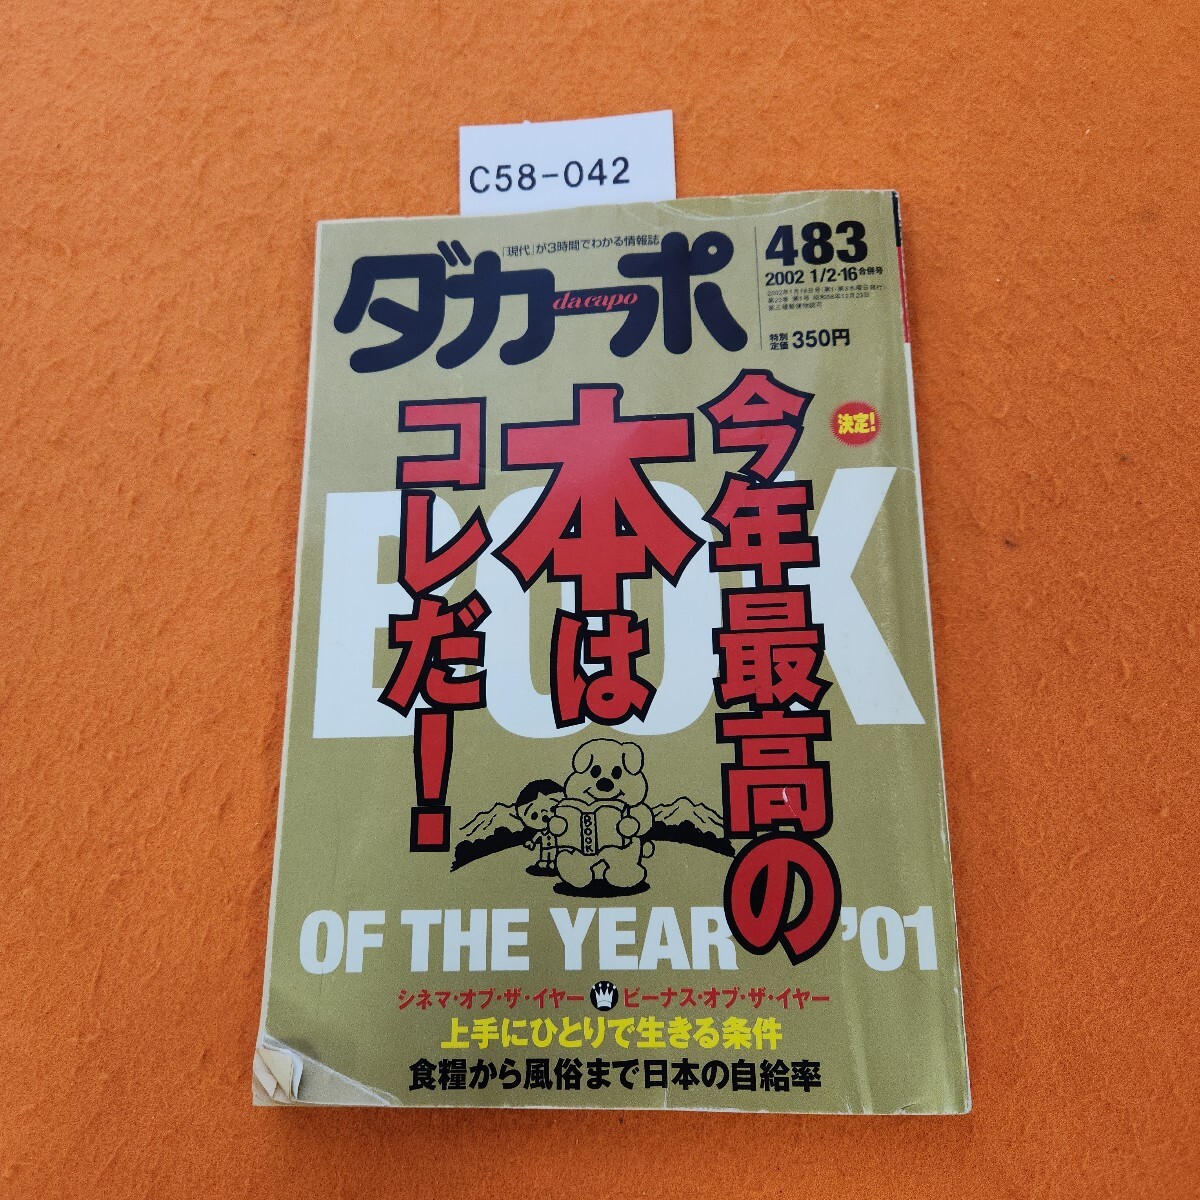 C58-042
「現代」が3時間でわかる情報誌
ダカーポ
dacapo
483
2002 1/2・16 合併号
特別定価 350円
決定!
今年最高の
本は
コレだ!
BOOK
BOOK
OF THE YEAR '01
シネマ・オブ・ザ・イヤー ビーナス・オブ・ザ・イヤー
上手にひとりで生きる条件
食糧から風俗まで日本の自給率